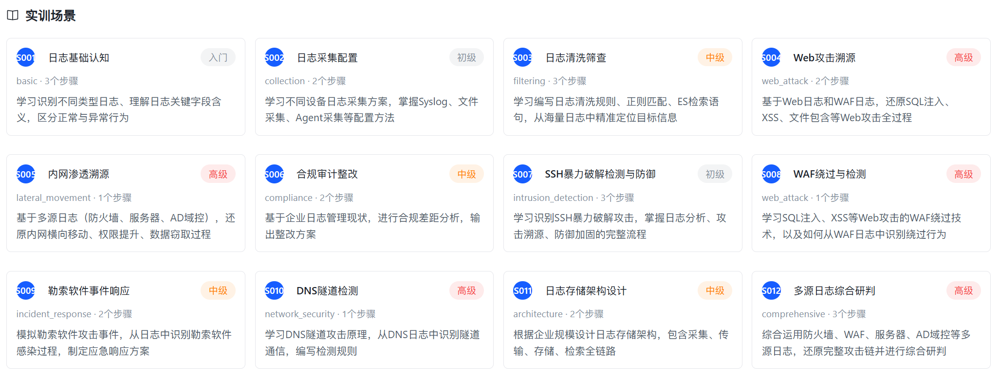 实训场景
S001 日志基础认知 入门
basic · 3个步骤
学习识别不同类型日志、理解日志关键字段含
义，区分正常与异常行为
S002 日志采集配置 初级
collection · 2个步骤
学习不同设备日志采集方案，掌握Syslog、文件
采集、Agent采集等配置方法
S003 日志清洗筛查 中级
filtering · 3个步骤
学习编写日志清洗规则、正则匹配、ES检索语
句，从海量日志中精准定位目标信息
S004 Web攻击溯源 高级
web_attack · 2个步骤
基于Web日志和WAF日志，还原SQL注入、
XSS、文件包含等Web攻击全过程
S005 内网渗透溯源 高级
lateral_movement · 1个步骤
基于多源日志（防火墙、服务器、AD域控），还
原内网横向移动、权限提升、数据窃取过程
S006 合规审计整改 中级
compliance · 2个步骤
基于企业日志管理现状，进行合规差距分析，输
出整改方案
S007 SSH暴力破解检测与防御 初级
intrusion_detection · 3个步骤
学习识别SSH暴力破解攻击，掌握日志分析、攻
击溯源、防御加固的完整流程
S008 WAF绕过与检测 高级
web_attack · 1个步骤
学习SQL注入、XSS等Web攻击的WAF绕过技
术，以及如何从WAF日志中识别绕过行为
S009 勒索软件事件响应 中级
incident_response · 2个步骤
模拟勒索软件攻击事件，从日志中识别勒索软件
感染过程，制定应急响应方案
S010 DNS隧道检测 高级
network_security · 1个步骤
学习DNS隧道攻击原理，从DNS日志中识别隧道
通信，编写检测规则
S011 日志存储架构设计 中级
architecture · 2个步骤
根据企业规模设计日志存储架构，包含采集、传
输、存储、检索全链路
S012 多源日志综合研判 高级
comprehensive · 3个步骤
综合运用防火墙、WAF、服务器、AD域控等多
源日志，还原完整攻击链并进行综合研判